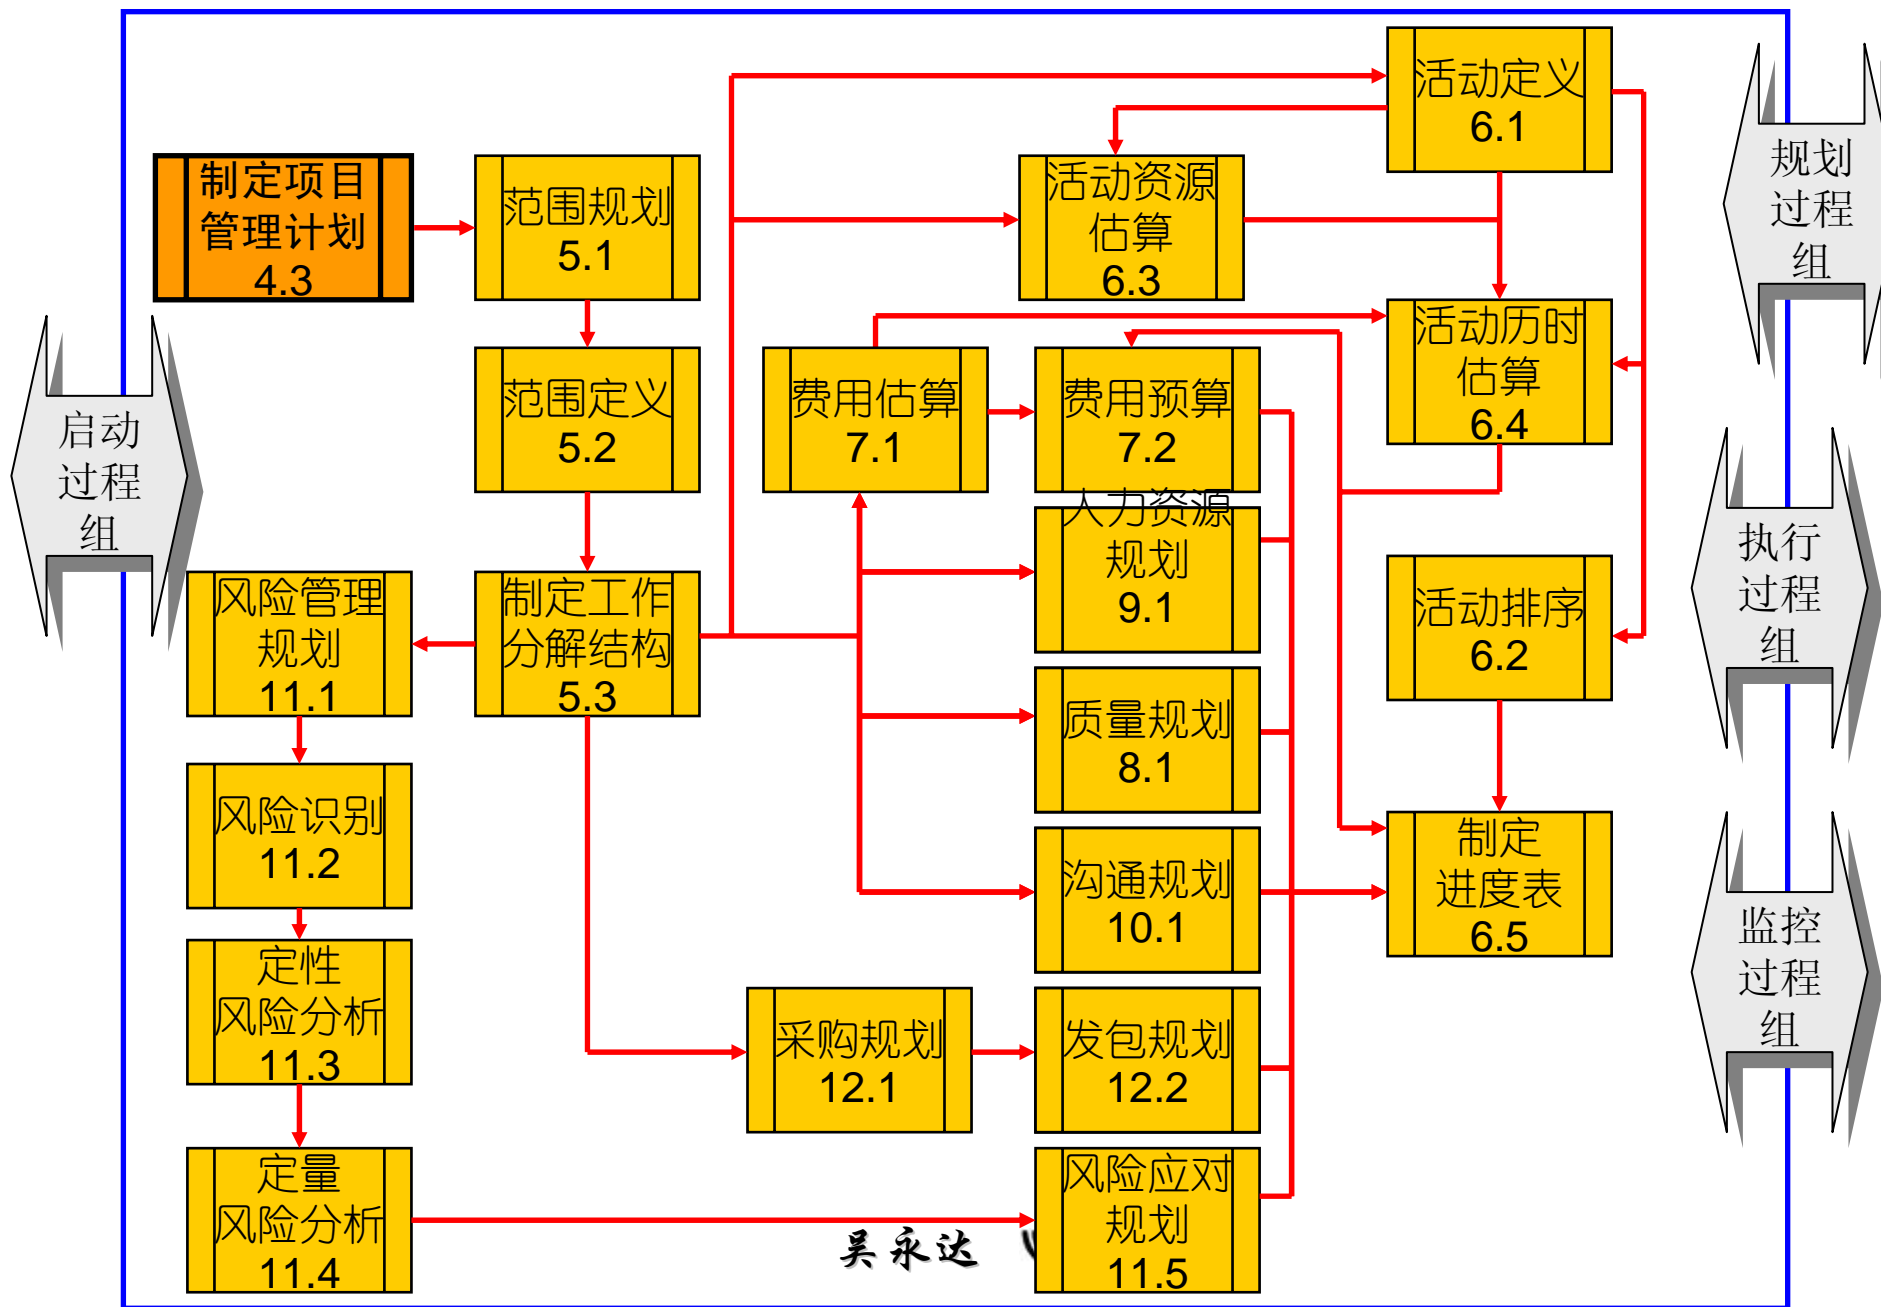 活动定义
6.1
规划
过程
组
制定项目
管理计划
4.3
范围规划
5.1
活动资源
估算
6.3
活动历时
估算
6.4
启动
过程
组
范围定义
5.2
费用估算
7.1
费用预算
7.2
人力资源
规划
9.1
执行
过程
组
风险管理
规划
11.1
制定工作
分解结构
5.3
活动排序
6.2
质量规划
8.1
风险识别
11.2
沟通规划
10.1
制定
进度表
6.5
监控
过程
组
定性
风险分析
11.3
采购规划
12.1
发包规划
12.2
定量
风险分析
11.4
风险应对
规划
11.5
吴永达